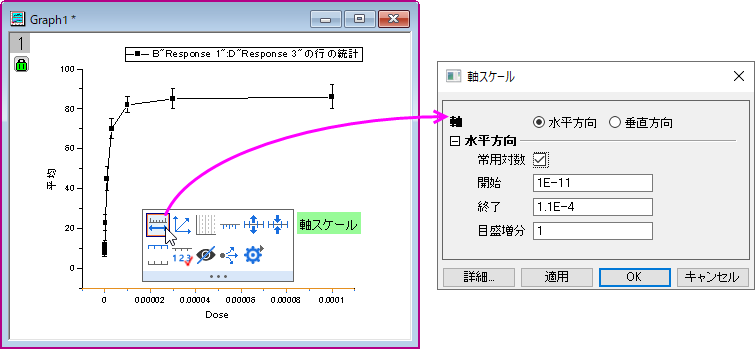 Graph1 *
1
B"Response 1":D"Response 3"の行の統計
100
80
60
40
20
0
平均
軸スケール
123
0 0.00002 0.00004 0.00006 0.00008 0.0001
Dose
軸スケール
軸 水平方向 垂直方向
水平方向
常用対数
開始 1E-11
終了 1.1E-4
目盛増分 1
詳細... 適用 OK キャンセル